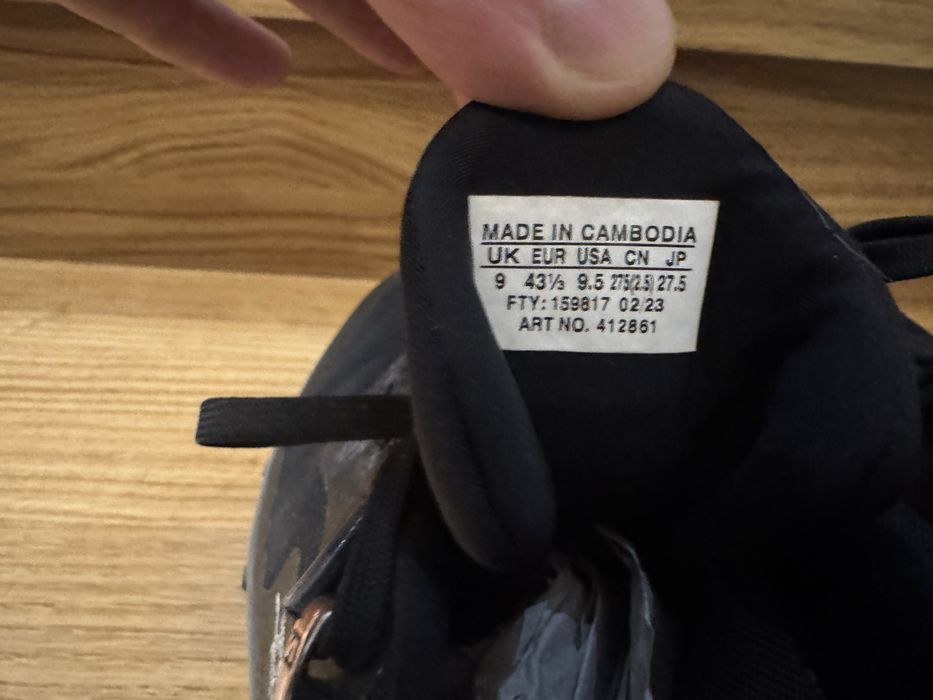 MADE IN CAMBODIA
UK EUR USA CN JP
9 43⅓ 9.5 275(2.5) 27.5
FTY: 159817 02 23
ART NO. 412861